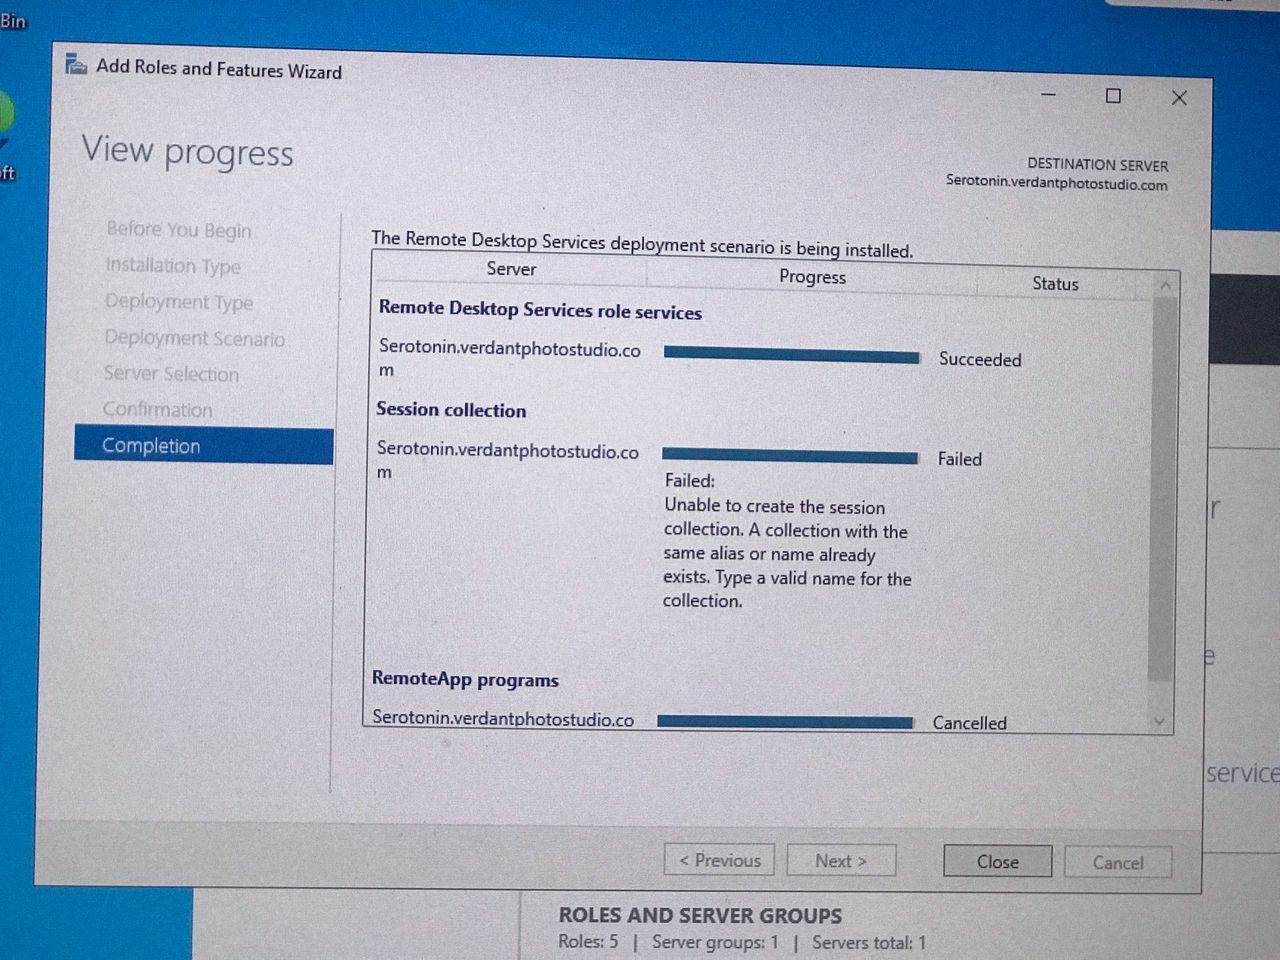 Bin
Add Roles and Features Wizard
View progress
DESTINATION SERVER
Serotonin.verdantphotostudio.com
ft
Before You Begin
Installation Type
Deployment Type
Deployment Scenario
Server Selection
Confirmation
Completion
The Remote Desktop Services deployment scenario is being installed.
Server Progress Status
Remote Desktop Services role services
Serotonin.verdantphotostudio.co Succeeded
m
Session collection
Serotonin.verdantphotostudio.co Failed
m
Failed:
Unable to create the session
collection. A collection with the
same alias or name already
exists. Type a valid name for the
collection.
RemoteApp programs
Serotonin.verdantphotostudio.co Cancelled
r
e
service
< Previous Next > Close Cancel
ROLES AND SERVER GROUPS
Roles: 5 | Server groups: 1 | Servers total: 1